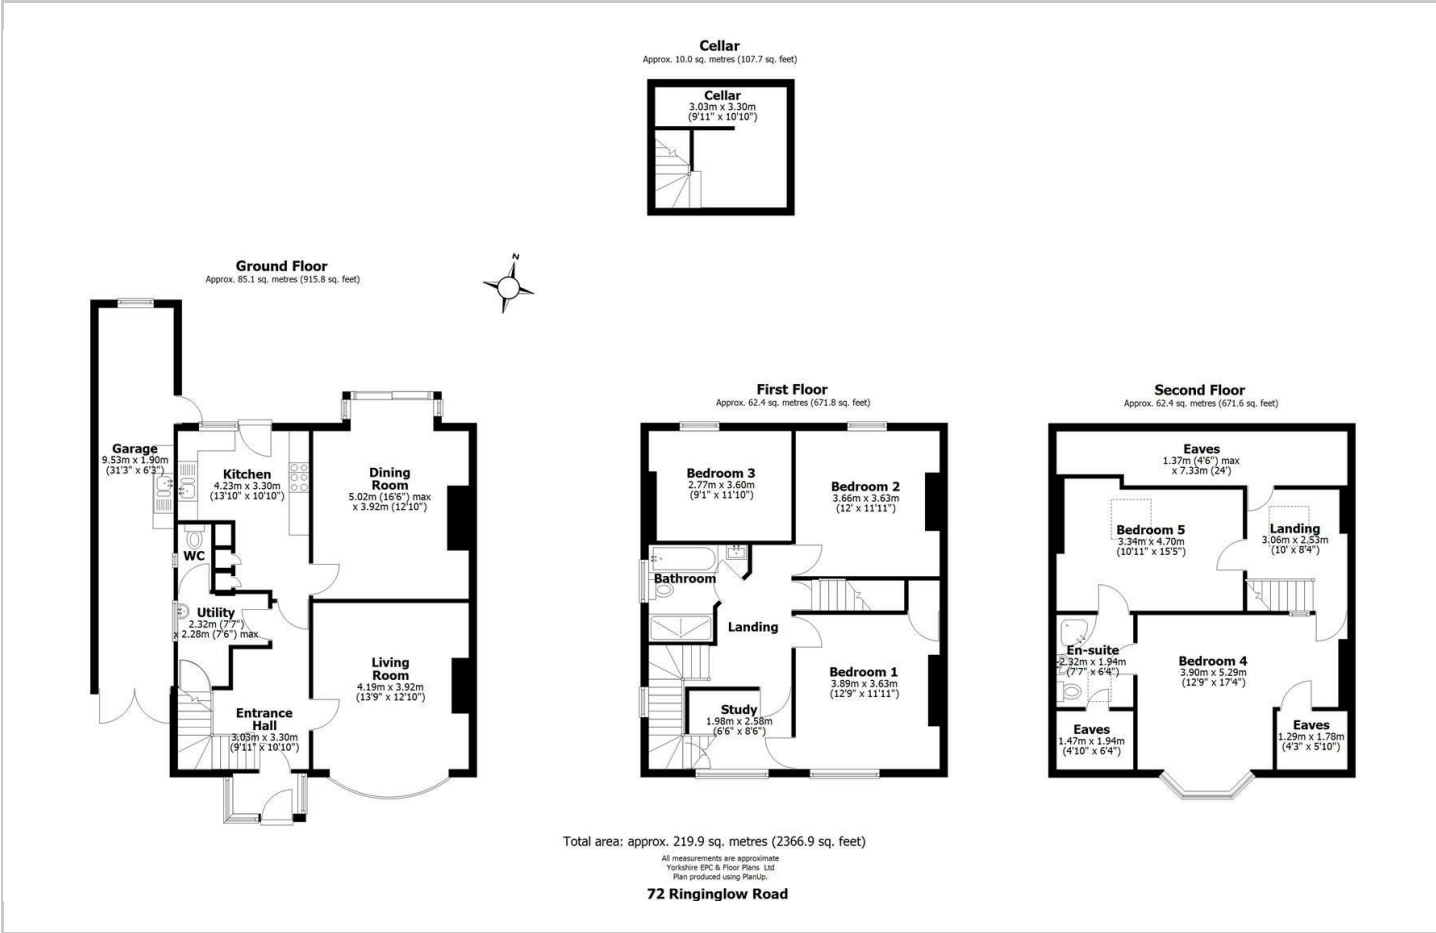 Cellar
Approx. 10.0 sq. metres (107.7 sq. feet)
Cellar
3.03m x 3.30m
(9'11" x 10'10")
N
Ground Floor
Approx. 85.1 sq. metres (915.8 sq. feet)
Garage
9.53m x 1.90m
(31'3" x 6'3")
Kitchen
4.23m x 3.30m
(13'10" x 10'10")
Dining
Room
5.02m (16'6") max
x 3.92m (12'10")
WC
Utility
2.32m (7'7")
x 2.28m (7'6") max
Living
Room
4.19m x 3.92m
(13'9" x 12'10")
Entrance
Hall
3.03m x 3.30m
(9'11" x 10'10")
First Floor
Approx. 62.4 sq. metres (671.8 sq. feet)
Bedroom 3
2.77m x 3.60m
(9'1" x 11'10")
Bedroom 2
3.66m x 3.63m
(12' x 11'11")
Bathroom
Landing
Bedroom 1
3.89m x 3.63m
(12'9" x 11'11")
Study
1.98m x 2.58m
(6'6" x 8'6")
Second Floor
Approx. 62.4 sq. metres (671.6 sq. feet)
Eaves
1.37m (4'6") max
x 7.33m (24')
Bedroom 5
3.34m x 4.70m
(10'11" x 15'5")
Landing
3.06m x 2.53m
(10' x 8'4")
En-suite
2.32m x 1.94m
(7'7" x 6'4")
Bedroom 4
3.90m x 5.29m
(12'9" x 17'4")
Eaves
1.47m x 1.94m
(4'10" x 6'4")
Eaves
1.29m x 1.78m
(4'3" x 5'10")
Total area: approx. 219.9 sq. metres (2366.9 sq. feet)
All measurements are approximate
Yorkshire EPC & Floor Plans Ltd
Plan produced using PlanUp.
72 Ringinglow Road